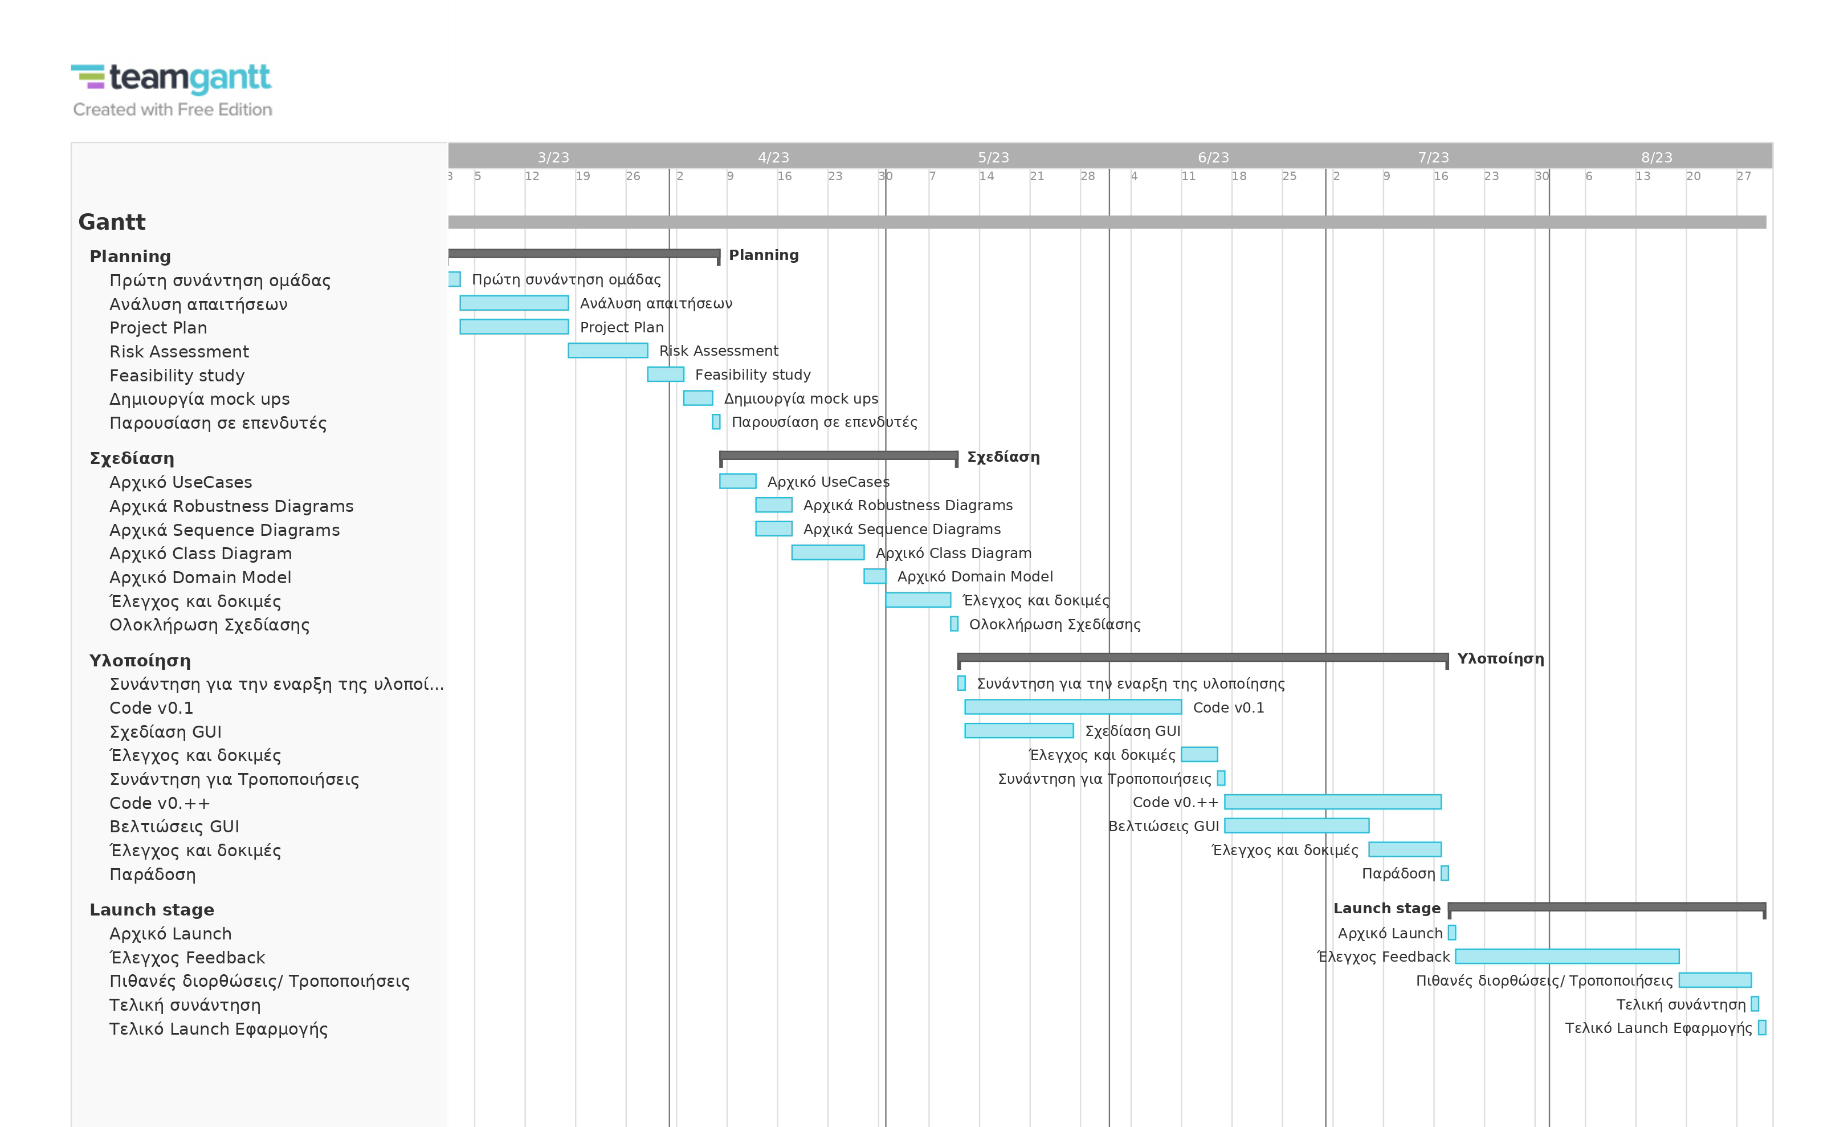 teamgantt
Created with Free Edition
3/23 4/23 5/23 6/23 7/23 8/23
5 12 19 26 2 9 16 23 30 7 14 21 28 4 11 18 25 2 9 16 23 30 6 13 20 27
Gantt
Planning Planning
Πρώτη συνάντηση ομάδας Πρώτη συνάντηση ομάδας
Ανάλυση απαιτήσεων Ανάλυση απαιτήσεων
Project Plan Project Plan
Risk Assessment Risk Assessment
Feasibility study Feasibility study
Δημιουργία mock ups Δημιουργία mock ups
Παρουσίαση σε επενδυτές Παρουσίαση σε επενδυτές
Σχεδίαση Σχεδίαση
Αρχικό UseCases Αρχικό UseCases
Αρχικά Robustness Diagrams Αρχικά Robustness Diagrams
Αρχικά Sequence Diagrams Αρχικά Sequence Diagrams
Αρχικό Class Diagram Αρχικό Class Diagram
Αρχικό Domain Model Αρχικό Domain Model
Έλεγχος και δοκιμές Έλεγχος και δοκιμές
Ολοκλήρωση Σχεδίασης Ολοκλήρωση Σχεδίασης
Υλοποίηση Υλοποίηση
Συνάντηση για την εναρξη της υλοποί... Συνάντηση για την εναρξη της υλοποίησης
Code v0.1 Code v0.1
Σχεδίαση GUI Σχεδίαση GUI
Έλεγχος και δοκιμές Έλεγχος και δοκιμές
Συνάντηση για Τροποποιήσεις Συνάντηση για Τροποποιήσεις
Code v0.++ Code v0.++
Βελτιώσεις GUI Βελτιώσεις GUI
Έλεγχος και δοκιμές Έλεγχος και δοκιμές
Παράδοση Παράδοση
Launch stage Launch stage
Αρχικό Launch Αρχικό Launch
Έλεγχος Feedback Έλεγχος Feedback
Πιθανές διορθώσεις/ Τροποποιήσεις Πιθανές διορθώσεις/ Τροποποιήσεις
Τελική συνάντηση Τελική συνάντηση
Τελικό Launch Εφαρμογής Τελικό Launch Εφαρμογής